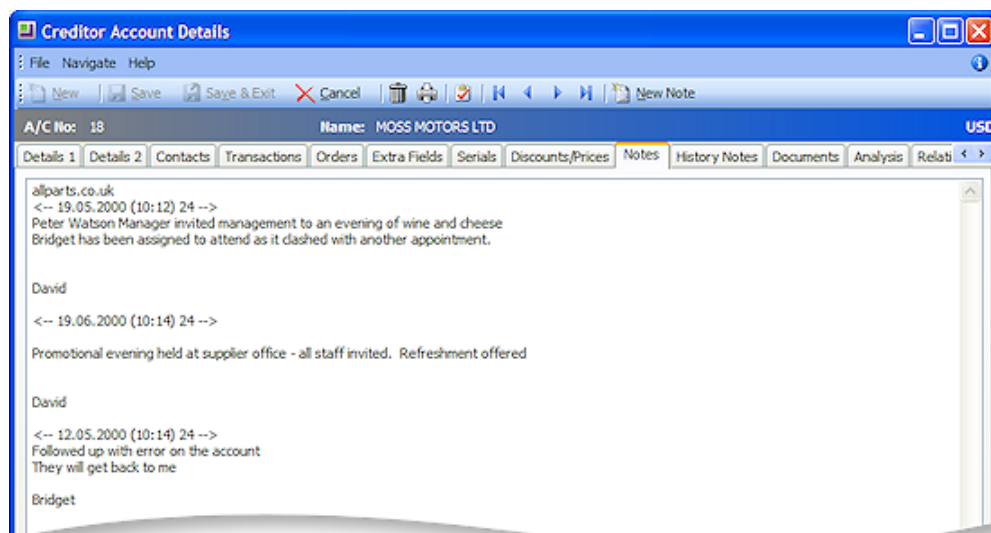 Creditor Account Details
File Navigate Help
New Save Save & Exit Cancel New Note
A/C No: 18 Name: MOSS MOTORS LTD USD
Details 1 Details 2 Contacts Transactions Orders Extra Fields Serials Discounts/Prices Notes History Notes Documents Analysis Relati
allparts.co.uk
<-- 19.05.2000 (10:12) 24 -->
Peter Watson Manager invited management to an evening of wine and cheese
Bridget has been assigned to attend as it clashed with another appointment.
David
<-- 19.06.2000 (10:14) 24 -->
Promotional evening held at supplier office - all staff invited. Refreshment offered
David
<-- 12.05.2000 (10:14) 24 -->
Followed up with error on the account
They will get back to me
Bridget